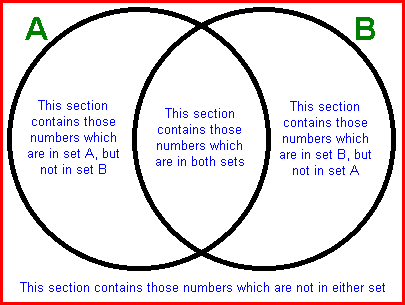 A
B
This section
contains those
numbers which
are in set A, but
not in set B
This section
contains those
numbers which
are in both sets
This section
contains those
numbers which
are in set B, but
not in set A
This section contains those numbers which are not in either set